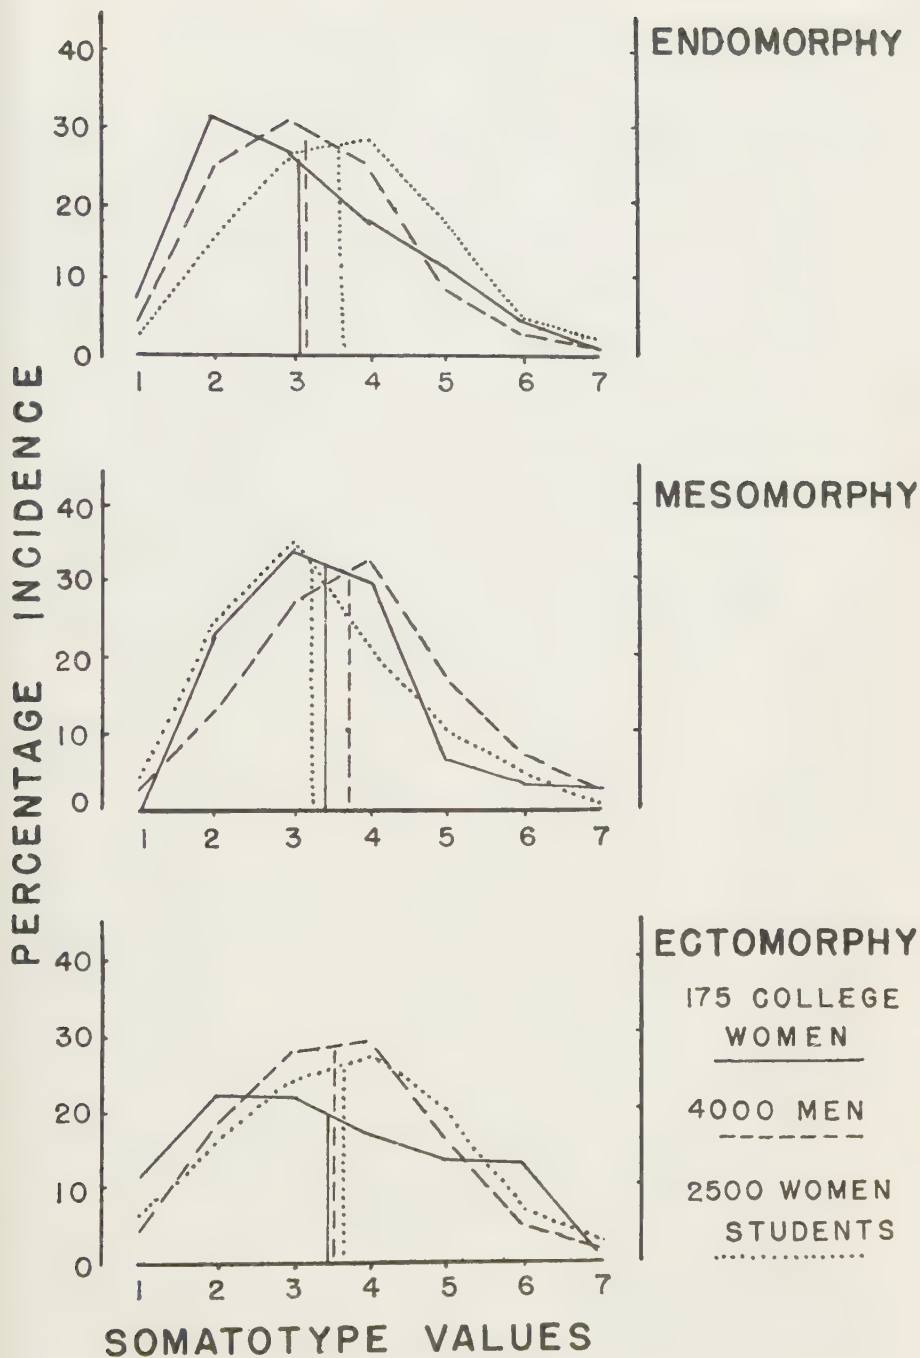 PERCENTAGE INCIDENCE
ENDOMORPHY
40
30
20
10
0
1 2 3 4 5 6 7
MESOMORPHY
40
30
20
10
0
1 2 3 4 5 6 7
ECTOMORPHY
40
30
20
10
0
1 2 3 4 5 6 7
175 COLLEGE
WOMEN
4000 MEN
2500 WOMEN
STUDENTS
SOMATOTYPE VALUES